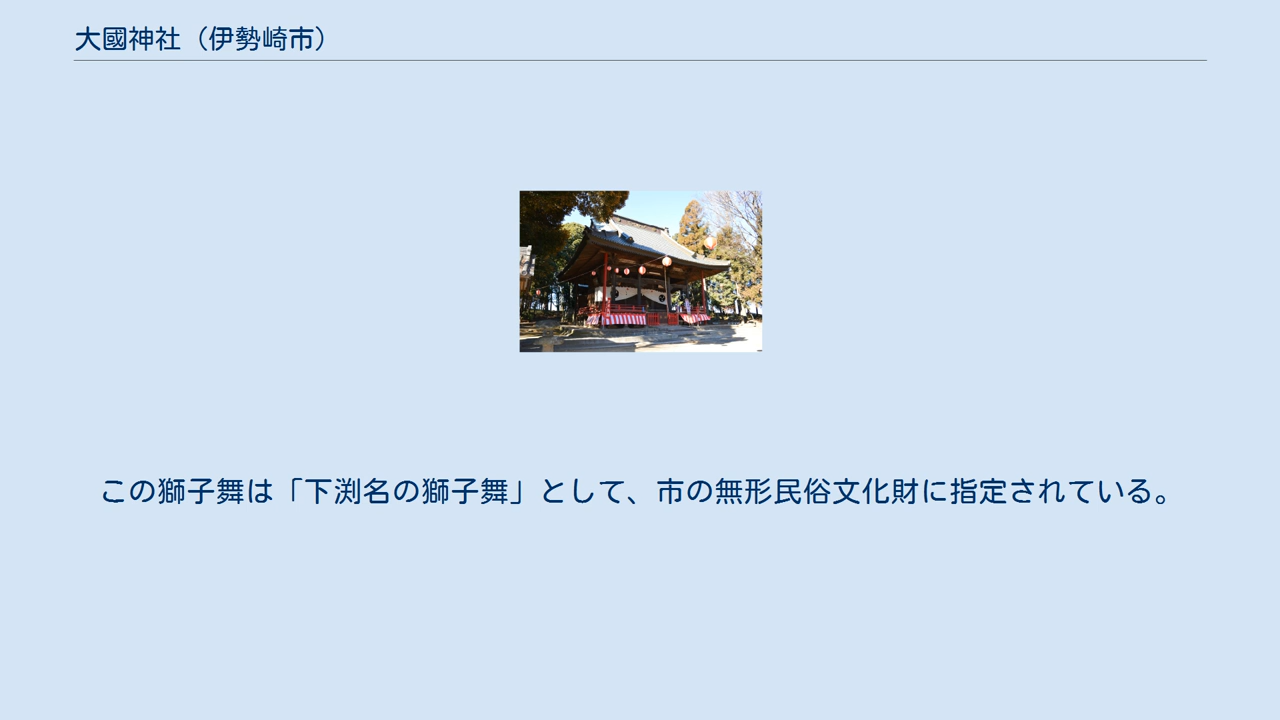 大國神社（伊勢崎市）
この獅子舞は「下渕名の獅子舞」として、市の無形民俗文化財に指定されている。